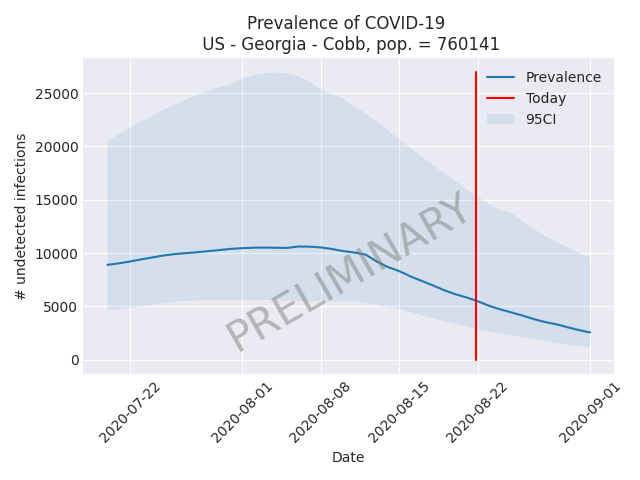 Prevalence of COVID-19
US - Georgia - Cobb, pop. = 760141
Prevalence
Today
95CI
25000
20000
15000
10000
5000
0
# undetected infections
PRELIMINARY
2020-07-22
2020-08-01
2020-08-08
2020-08-15
2020-08-22
2020-09-01
Date